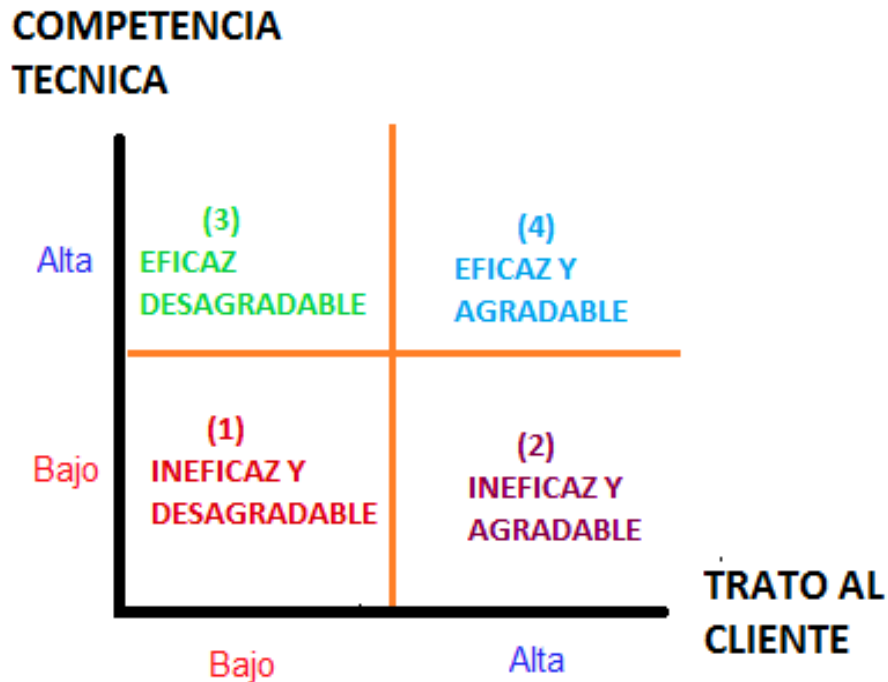 COMPETENCIA
TECNICA
Alta
(3)
EFICAZ
DESAGRADABLE
(4)
EFICAZ Y
AGRADABLE
Bajo
(1)
INEFICAZ Y
DESAGRADABLE
(2)
INEFICAZ Y
AGRADABLE
TRATO AL
CLIENTE
Bajo
Alta